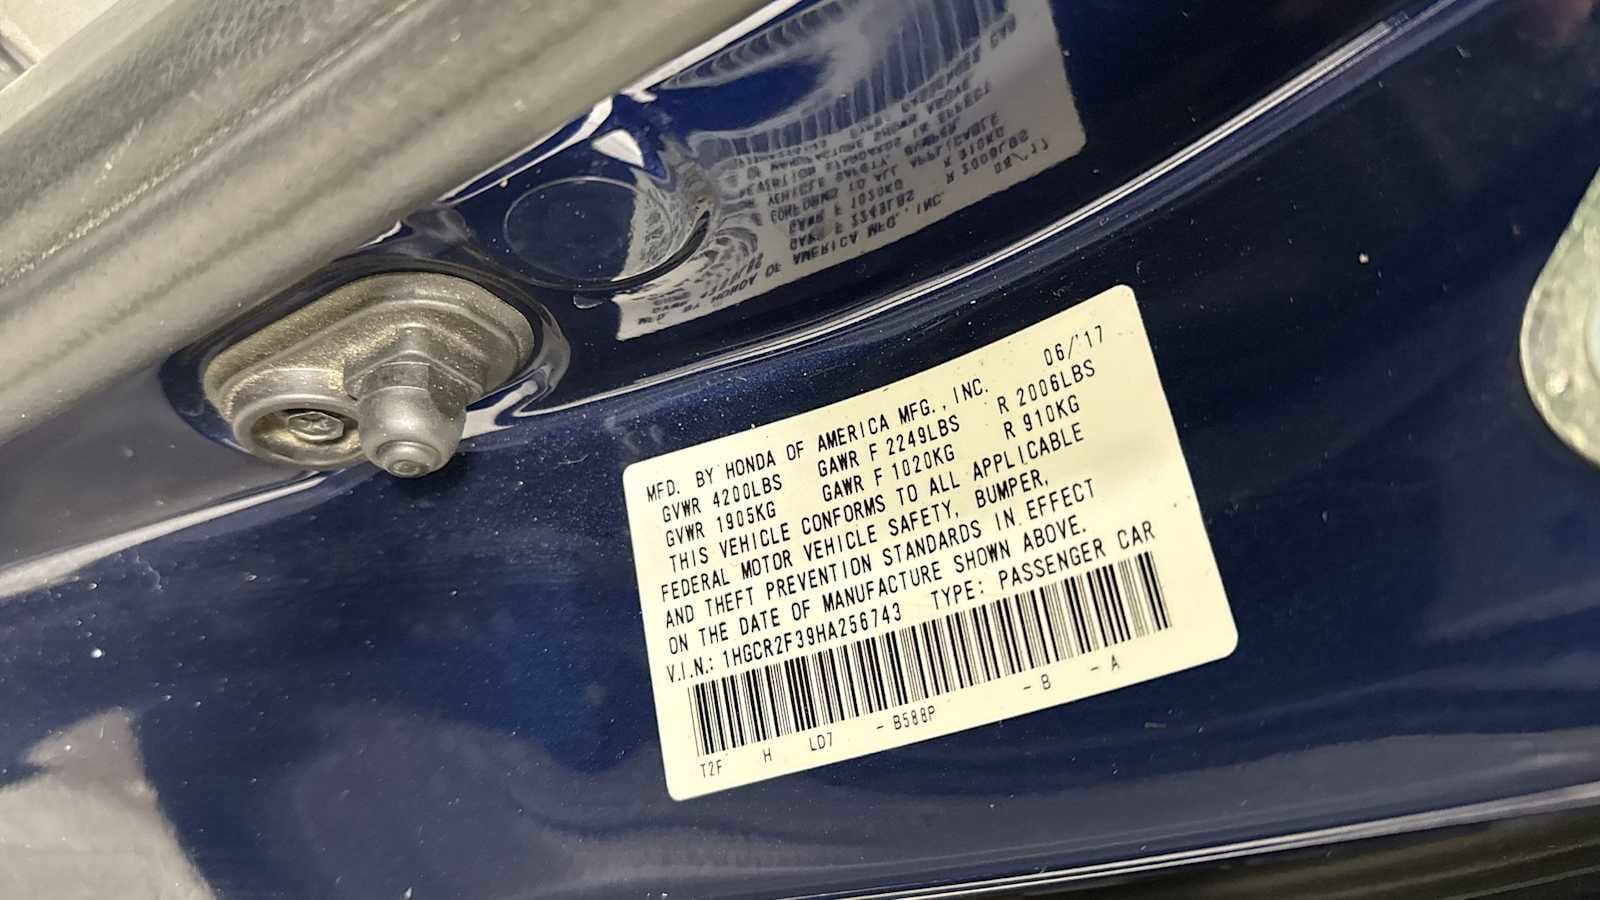 06/'17
MFD. BY HONDA OF AMERICA MFG., INC.
GVWR 4200LBS GAWR F 2249LBS R 2006LBS
GVWR 1905KG GAWR F 1020KG R 910KG
THIS VEHICLE CONFORMS TO ALL APPLICABLE
FEDERAL MOTOR VEHICLE SAFETY, BUMPER,
AND THEFT PREVENTION STANDARDS IN EFFECT
ON THE DATE OF MANUFACTURE SHOWN ABOVE.
V.I.N.: 1HGCR2F39HA256743 TYPE: PASSENGER CAR
T2F H LD7 - B588P - B - A